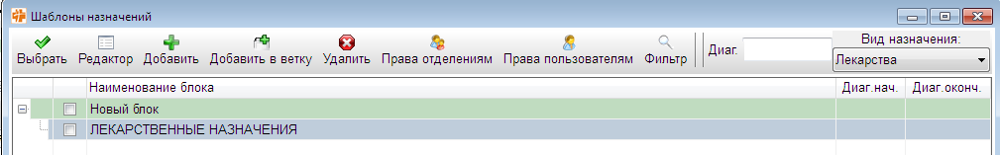 Шаблоны назначений
Вид назначения:
Выбрать Редактор Добавить Добавить в ветку Удалить Права отделениям Права пользователям Фильтр Диаг. Лекарства
Наименование блока Диаг.нач. Диаг.оконч.
Новый блок
ЛЕКАРСТВЕННЫЕ НАЗНАЧЕНИЯ